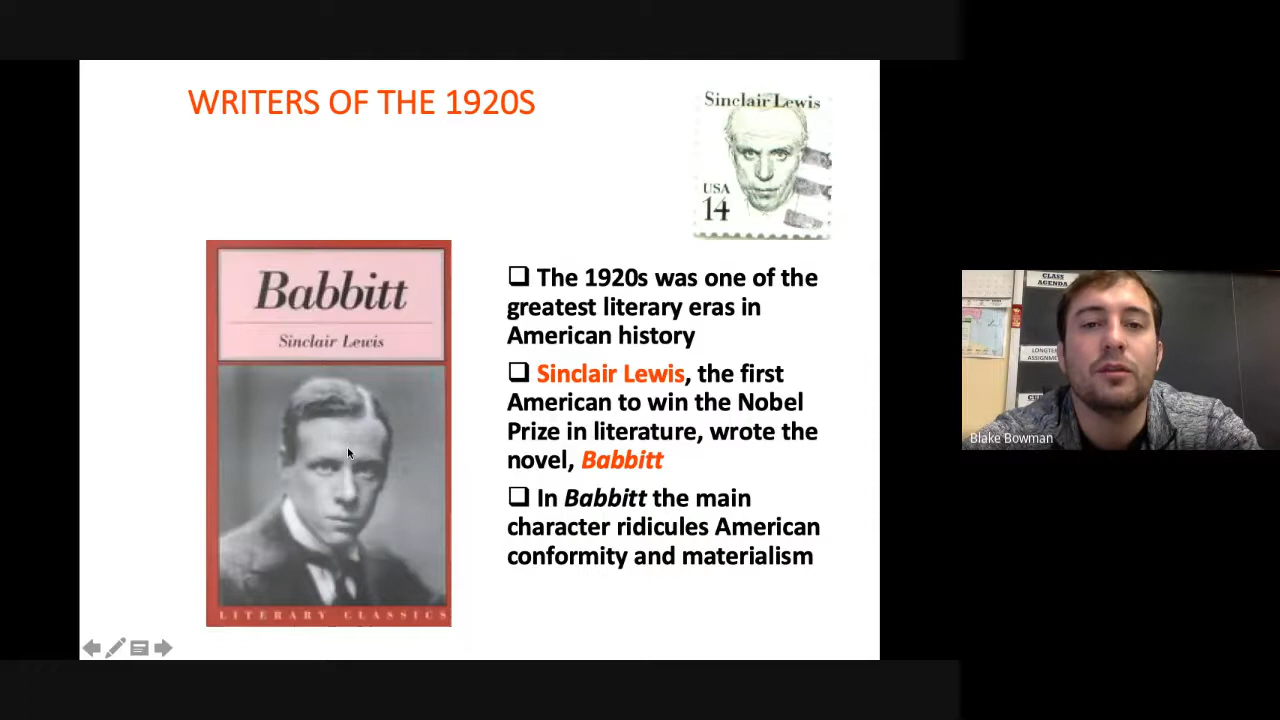 WRITERS OF THE 1920S
Sinclair Lewis
USA
14
Babbitt
Sinclair Lewis
LITERARY CLASSICS
❑ The 1920s was one of the
greatest literary eras in
American history
❑ Sinclair Lewis, the first
American to win the Nobel
Prize in literature, wrote the
novel, Babbitt
❑ In Babbitt the main
character ridicules American
conformity and materialism
CLASS
AGENDA
Blake Bowman